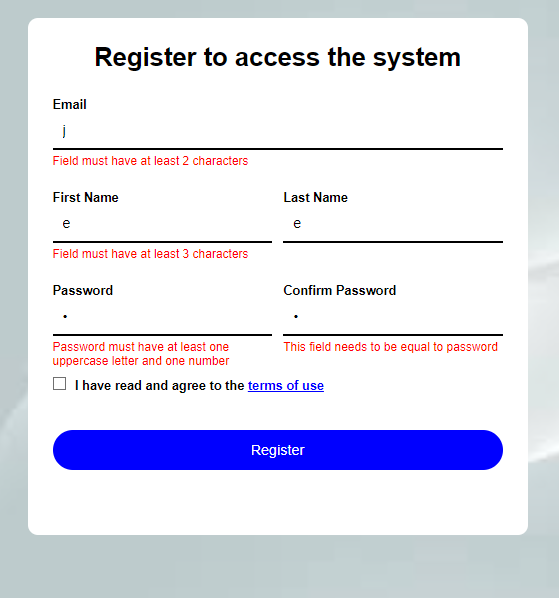 Register to access the system
Email
j
Field must have at least 2 characters
First Name Last Name
e e
Field must have at least 3 characters
Password Confirm Password
• •
Password must have at least one This field needs to be equal to password
uppercase letter and one number
I have read and agree to the terms of use
Register